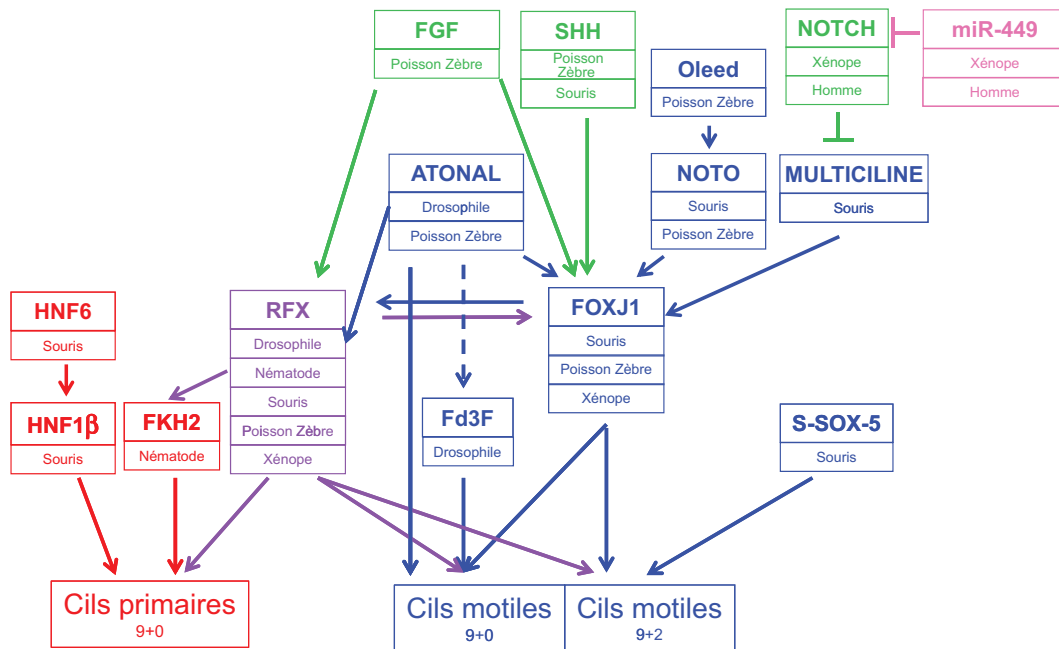 FGF
Poisson Zèbre
SHH
Poisson
Zèbre
Souris
Oleed
Poisson Zèbre
NOTCH
Xénope
Homme
miR-449
Xénope
Homme
ATONAL
Drosophile
Poisson Zèbre
NOTO
Souris
Poisson Zèbre
MULTICILINE
Souris
HNF6
Souris
RFX
Drosophile
Nématode
Souris
Poisson Zèbre
Xénope
FOXJ1
Souris
Poisson Zèbre
Xénope
HNF1β
Souris
FKH2
Nématode
Fd3F
Drosophile
S-SOX-5
Souris
Cils primaires
9+0
Cils motiles
9+0
Cils motiles
9+2